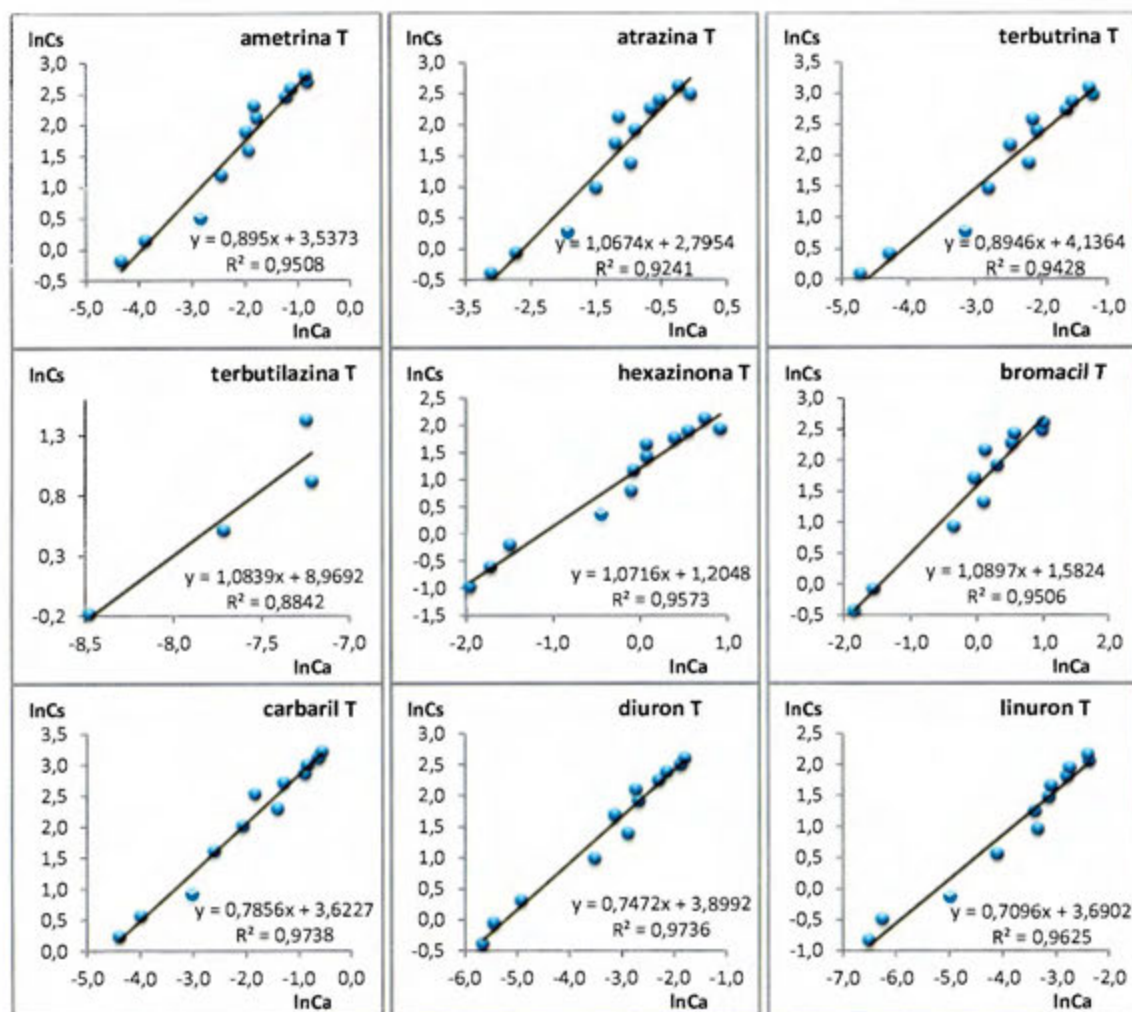 lnCs
ametrina T
3,0
2,5
2,0
1,5
1,0
0,5
0,0
-0,5
y = 0,895x + 3,5373
R² = 0,9508
-5,0 -4,0 -3,0 -2,0 -1,0 0,0
lnCa
lnCs
atrazina T
3,0
2,5
2,0
1,5
1,0
0,5
0,0
-0,5
y = 1,0674x + 2,7954
R² = 0,9241
-3,5 -2,5 -1,5 -0,5 0,5
lnCa
lnCs
terbutrina T
3,5
3,0
2,5
2,0
1,5
1,0
0,5
0,0
y = 0,8946x + 4,1364
R² = 0,9428
-5,0 -4,0 -3,0 -2,0 -1,0
lnCa
lnCs
terbutilazina T
1,3
0,8
0,3
-0,2
y = 1,0839x + 8,9692
R² = 0,8842
-8,5 -8,0 -7,5 -7,0
lnCa
lnCs
hexazinona T
2,5
2,0
1,5
1,0
0,5
0,0
-0,5
-1,0
-1,5
y = 1,0716x + 1,2048
R² = 0,9573
-2,0 -1,0 0,0 1,0
lnCa
lnCs
bromacil T
3,0
2,5
2,0
1,5
1,0
0,5
0,0
-0,5
y = 1,0897x + 1,5824
R² = 0,9506
-2,0 -1,0 0,0 1,0 2,0
lnCa
lnCs
carbaril T
3,5
3,0
2,5
2,0
1,5
1,0
0,5
0,0
y = 0,7856x + 3,6227
R² = 0,9738
-5,0 -4,0 -3,0 -2,0 -1,0 0,0
lnCa
lnCs
diuron T
3,0
2,5
2,0
1,5
1,0
0,5
0,0
-0,5
y = 0,7472x + 3,8992
R² = 0,9736
-6,0 -5,0 -4,0 -3,0 -2,0 -1,0
lnCa
lnCs
linuron T
2,5
2,0
1,5
1,0
0,5
0,0
-0,5
-1,0
y = 0,7096x + 3,6902
R² = 0,9625
-7,0 -6,0 -5,0 -4,0 -3,0 -2,0
lnCa